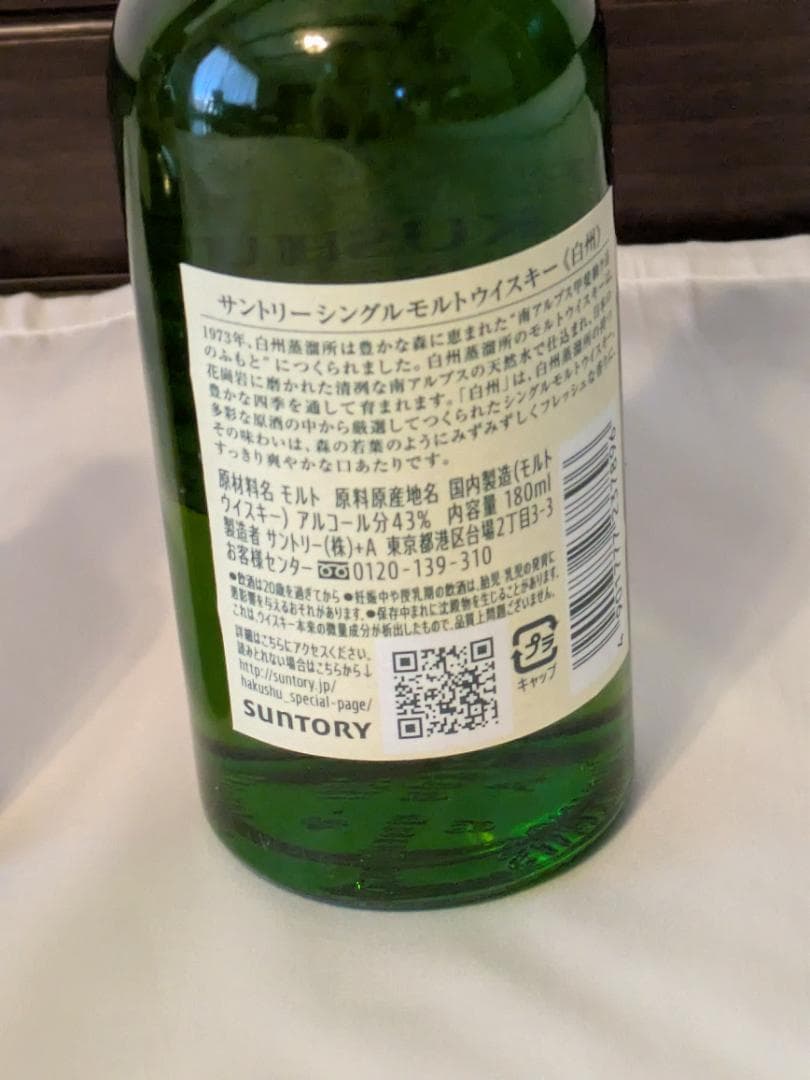 サントリーシングルモルトウイスキー《白州》
1973年、白州蒸溜所は豊かな森に恵まれた“南アルプス甲斐駒ケ岳
のふもと”につくられました。白州蒸溜所のモルトウイスキーは、
花崗岩に磨かれた清冽な南アルプスの天然水で仕込まれ、日本の
豊かな四季を通して育まれます。「白州」は、白州蒸溜所の誇る
多彩な原酒の中から厳選してつくられたシングルモルトウイスキー。
その味わいは、森の若葉のようにみずみずしくフレッシュな香りに、
すっきり爽やかな口あたりです。
原材料名 モルト 原料原産地名 国内製造(モルト
ウイスキー) アルコール分43% 内容量 180ml
製造者 サントリー(株)+A 東京都港区台場2丁目3-3
お客様センター 0120-139-310
●飲酒は20歳を過ぎてから ●妊娠中や授乳期の飲酒は、胎児・乳児の発育に
悪影響を与えるおそれがあります。●保存中まれに沈殿物を生じることがあります。
これは、ウイスキー本来の微量成分が析出したもので、品質上問題ございません。
詳細はこちらにアクセスください。
読みとれない場合はこちらから↓
http://suntory.jp/
hakushu_special-page/
SUNTORY
プラ
キャップ
4 901777 237896